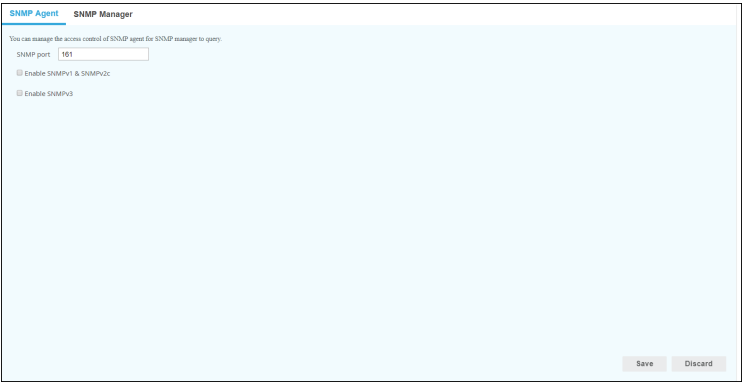 SNMP Agent SNMP Manager
You can manage the access control of SNMP agent for SNMP manager to query.
SNMP port 161
Enable SNMPv1 & SNMPv2c
Enable SNMPv3
Save Discard